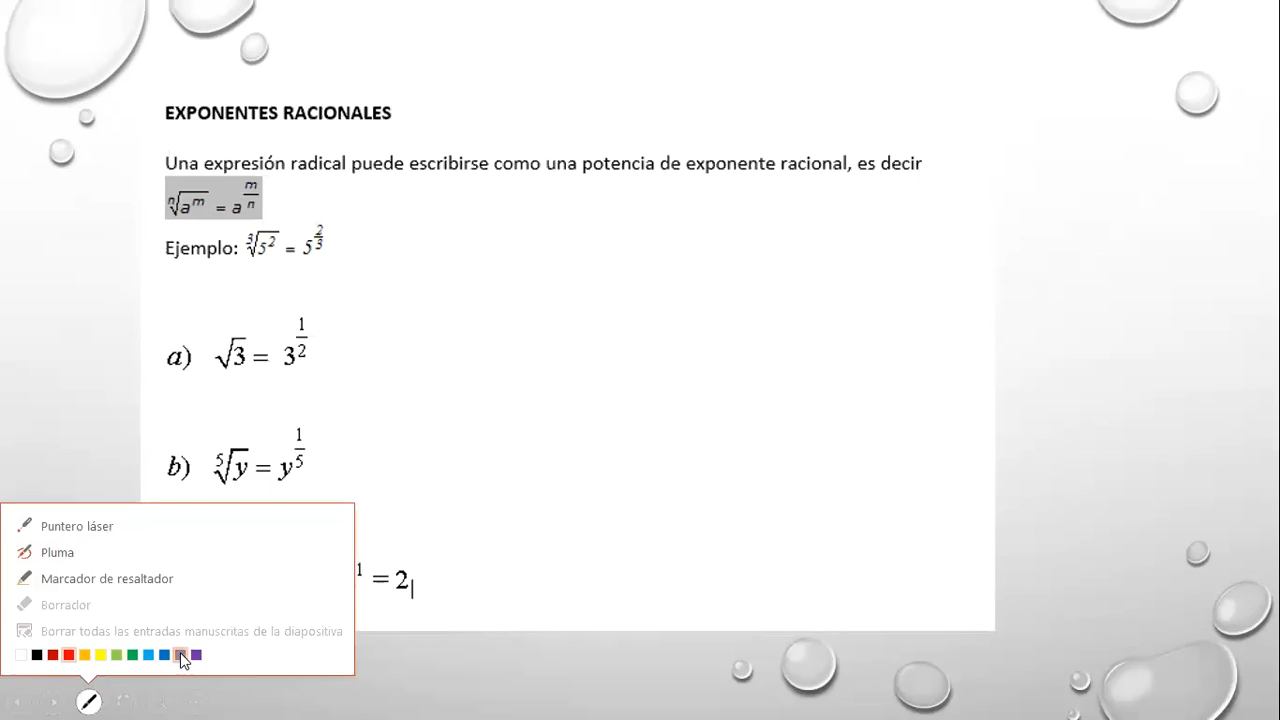 EXPONENTES RACIONALES
Una expresión radical puede escribirse como una potencia de exponente racional, es decir
ⁿ√(a^m) = a^(m/n)
Ejemplo: ³√(5²) = 5^(2/3)
a) √3 = 3^(1/2)
b) ⁵√y = y^(1/5)
¹ = 2
Puntero láser
Pluma
Marcador de resaltador
Borrador
Borrar todas las entradas manuscritas de la diapositiva